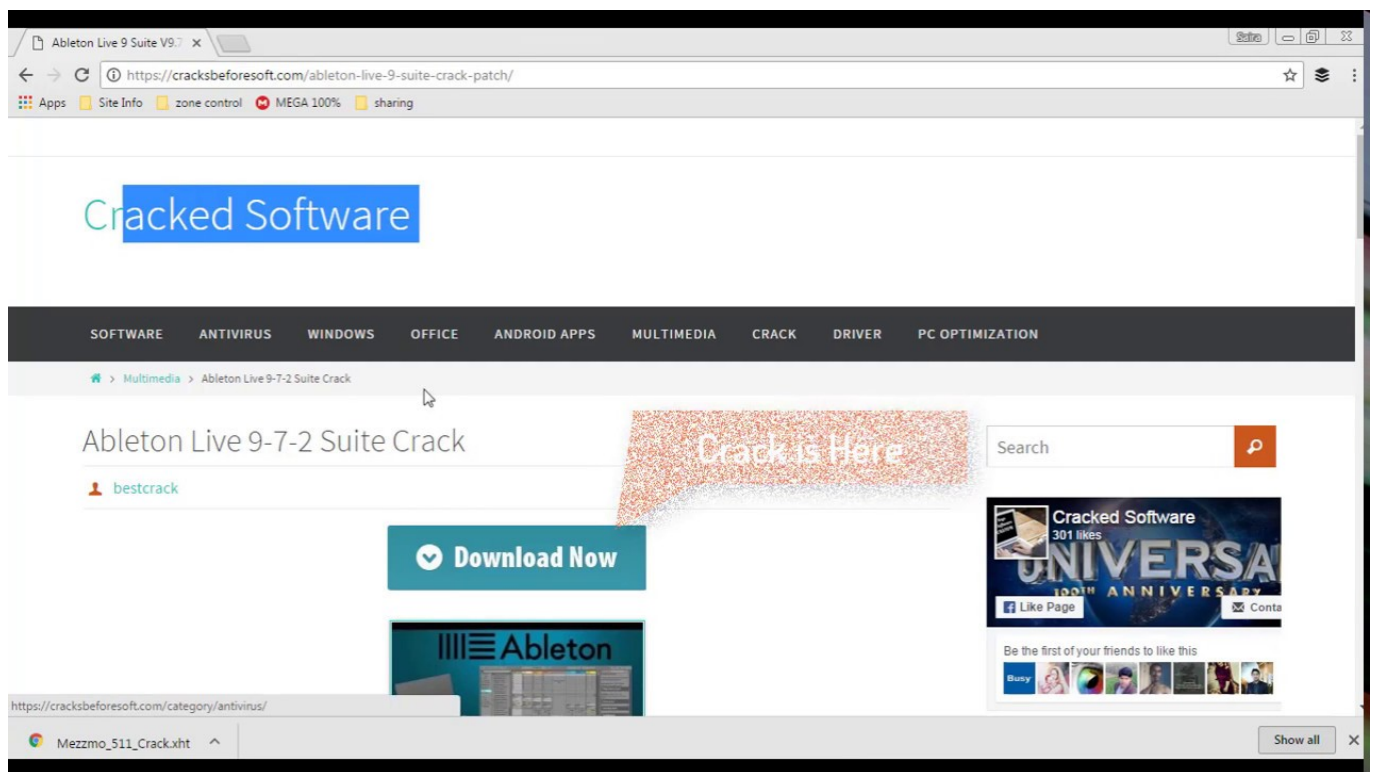 Ableton Live 9 Suite V9.7
https://cracksbeforesoft.com/ableton-live-9-suite-crack-patch/
Apps Site Info zone control MEGA 100% sharing
Cracked Software
SOFTWARE ANTIVIRUS WINDOWS OFFICE ANDROID APPS MULTIMEDIA CRACK DRIVER PC OPTIMIZATION
> Multimedia > Ableton Live 9-7-2 Suite Crack
Ableton Live 9-7-2 Suite Crack
Crack is Here
Search
bestcrack
Cracked Software
301 likes
UNIVERSAL
100TH ANNIVERSARY
Download Now
Like Page
Conta
Ableton
Be the first of your friends to like this
Busy
https://cracksbeforesoft.com/category/antivirus/
Mezzmo_511_Crack.xht
Show all